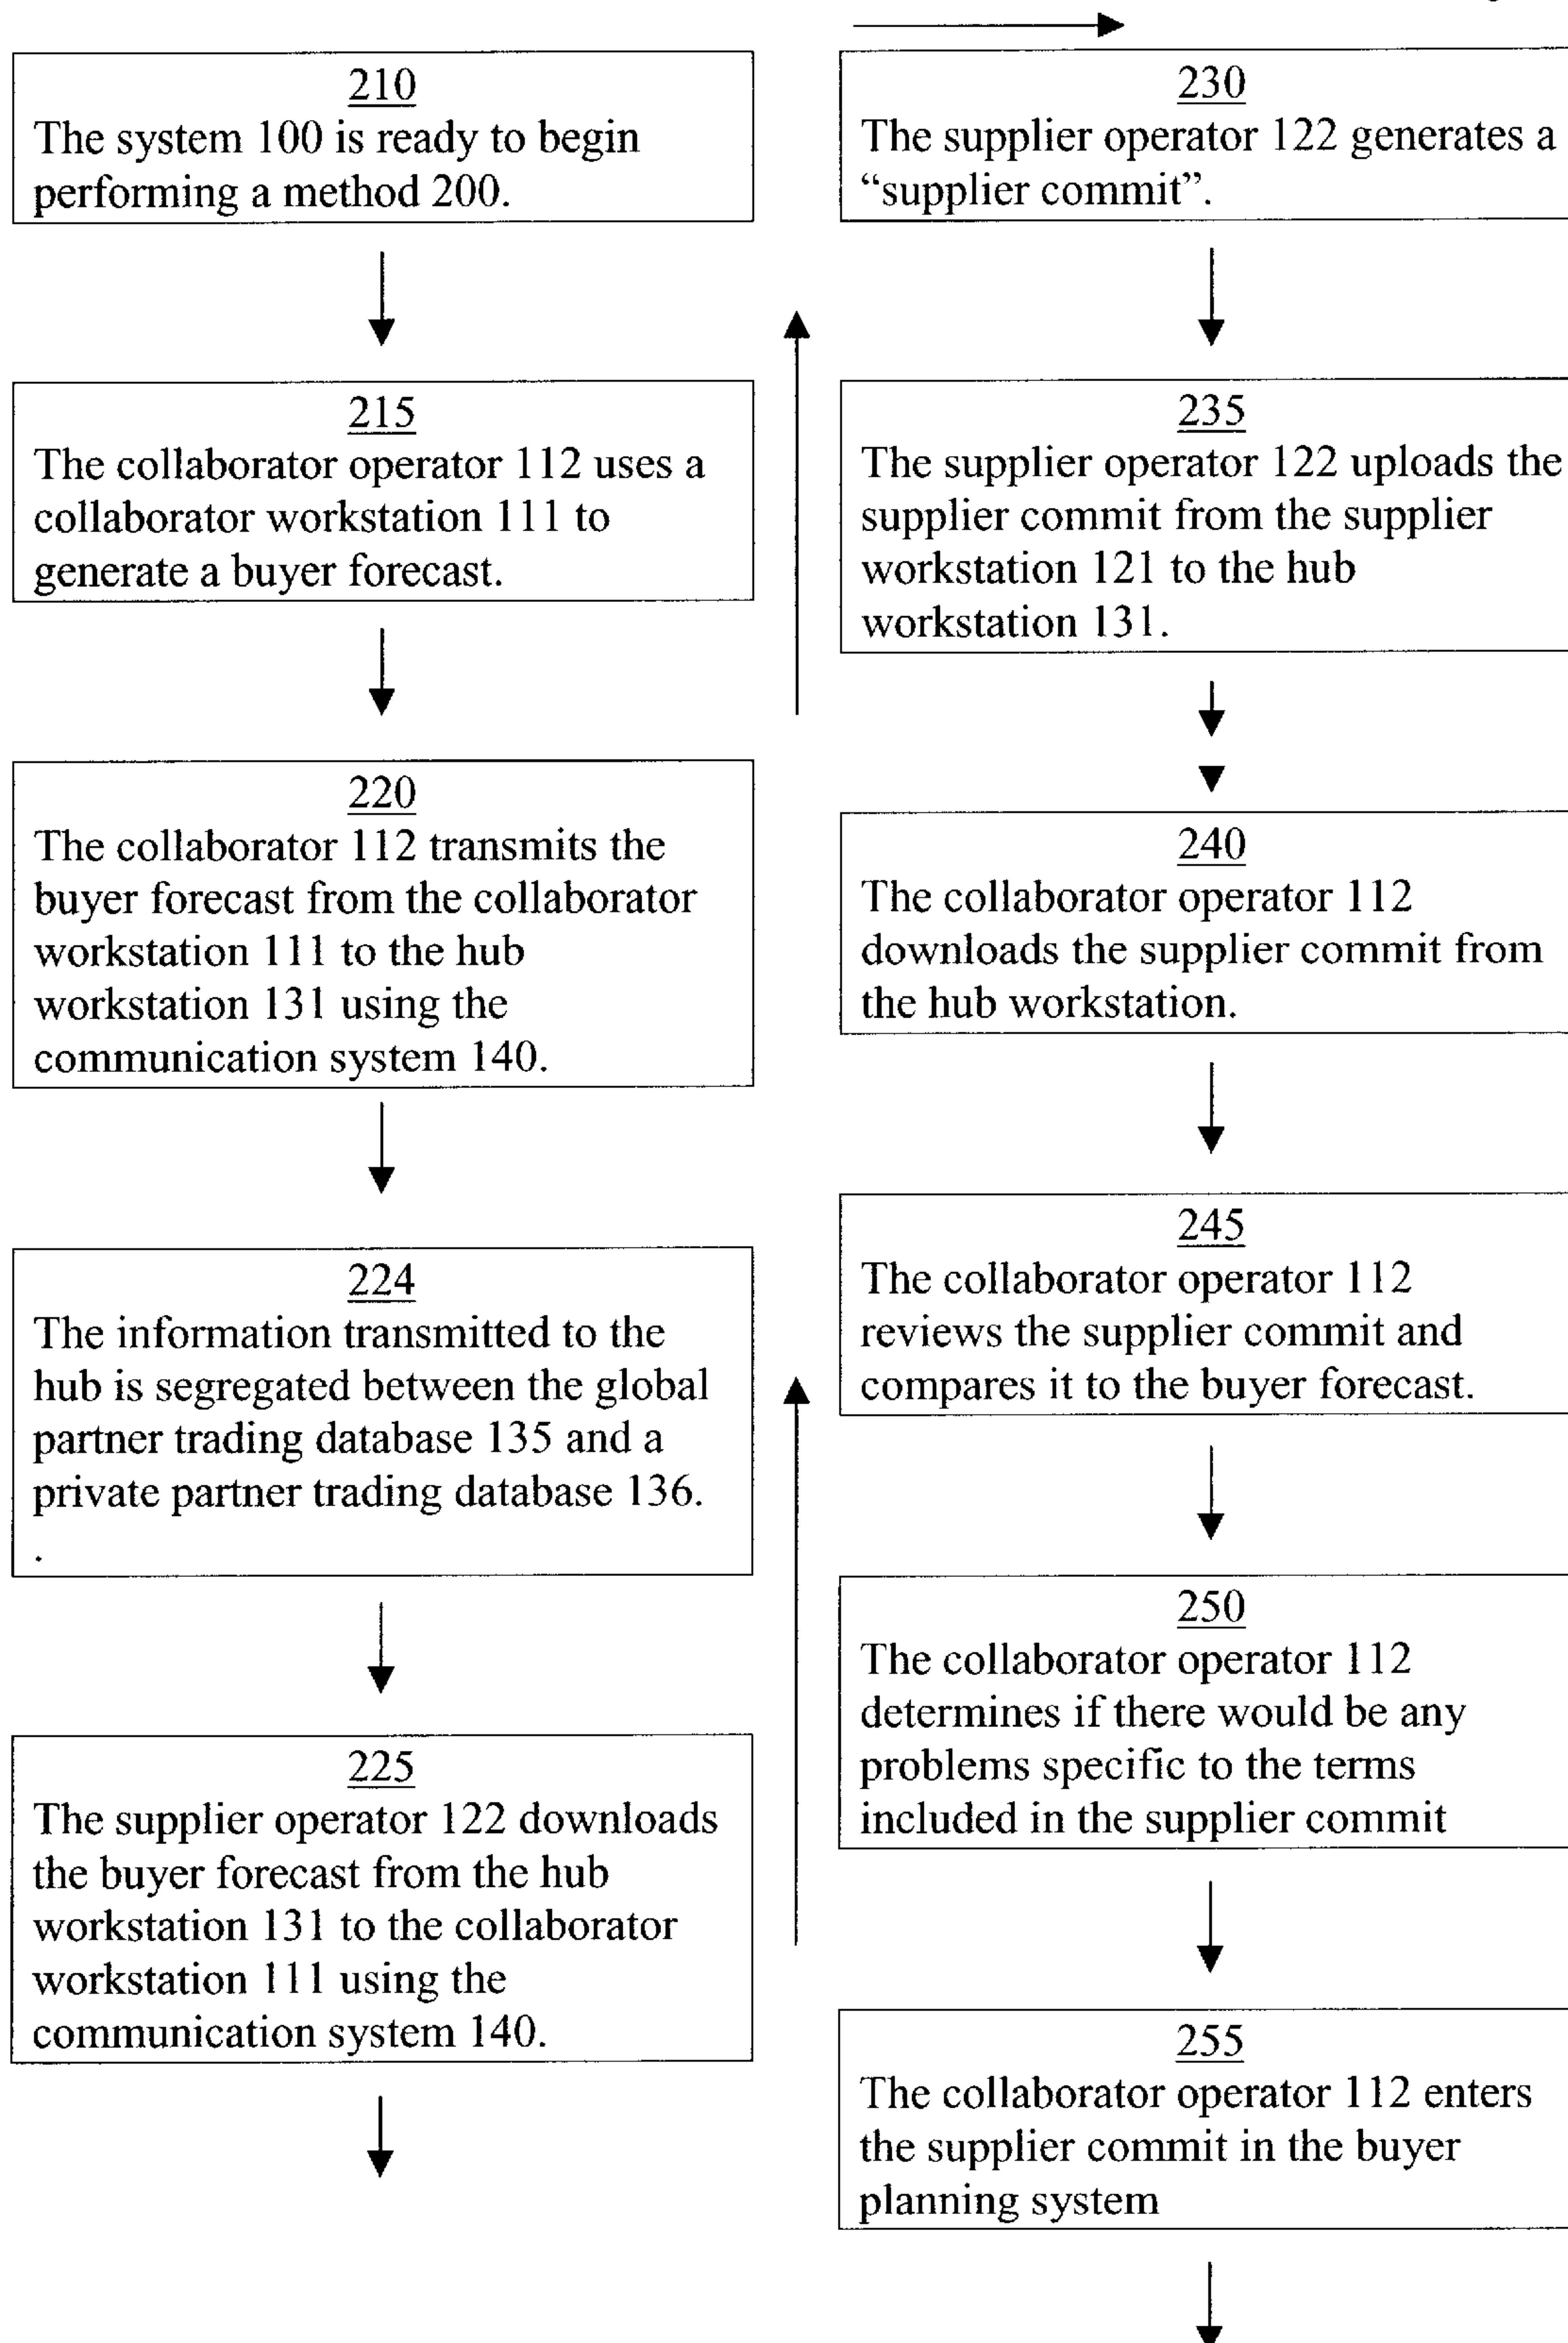 210
The system 100 is ready to begin
performing a method 200.
215
The collaborator operator 112 uses a
collaborator workstation 111 to
generate a buyer forecast.
220
The collaborator 112 transmits the
buyer forecast from the collaborator
workstation 111 to the hub
workstation 131 using the
communication system 140.
224
The information transmitted to the
hub is segregated between the global
partner trading database 135 and a
private partner trading database 136.
.
225
The supplier operator 122 downloads
the buyer forecast from the hub
workstation 131 to the collaborator
workstation 111 using the
communication system 140.
230
The supplier operator 122 generates a
“supplier commit”.
235
The supplier operator 122 uploads the
supplier commit from the supplier
workstation 121 to the hub
workstation 131.
240
The collaborator operator 112
downloads the supplier commit from
the hub workstation.
245
The collaborator operator 112
reviews the supplier commit and
compares it to the buyer forecast.
250
The collaborator operator 112
determines if there would be any
problems specific to the terms
included in the supplier commit
255
The collaborator operator 112 enters
the supplier commit in the buyer
planning system